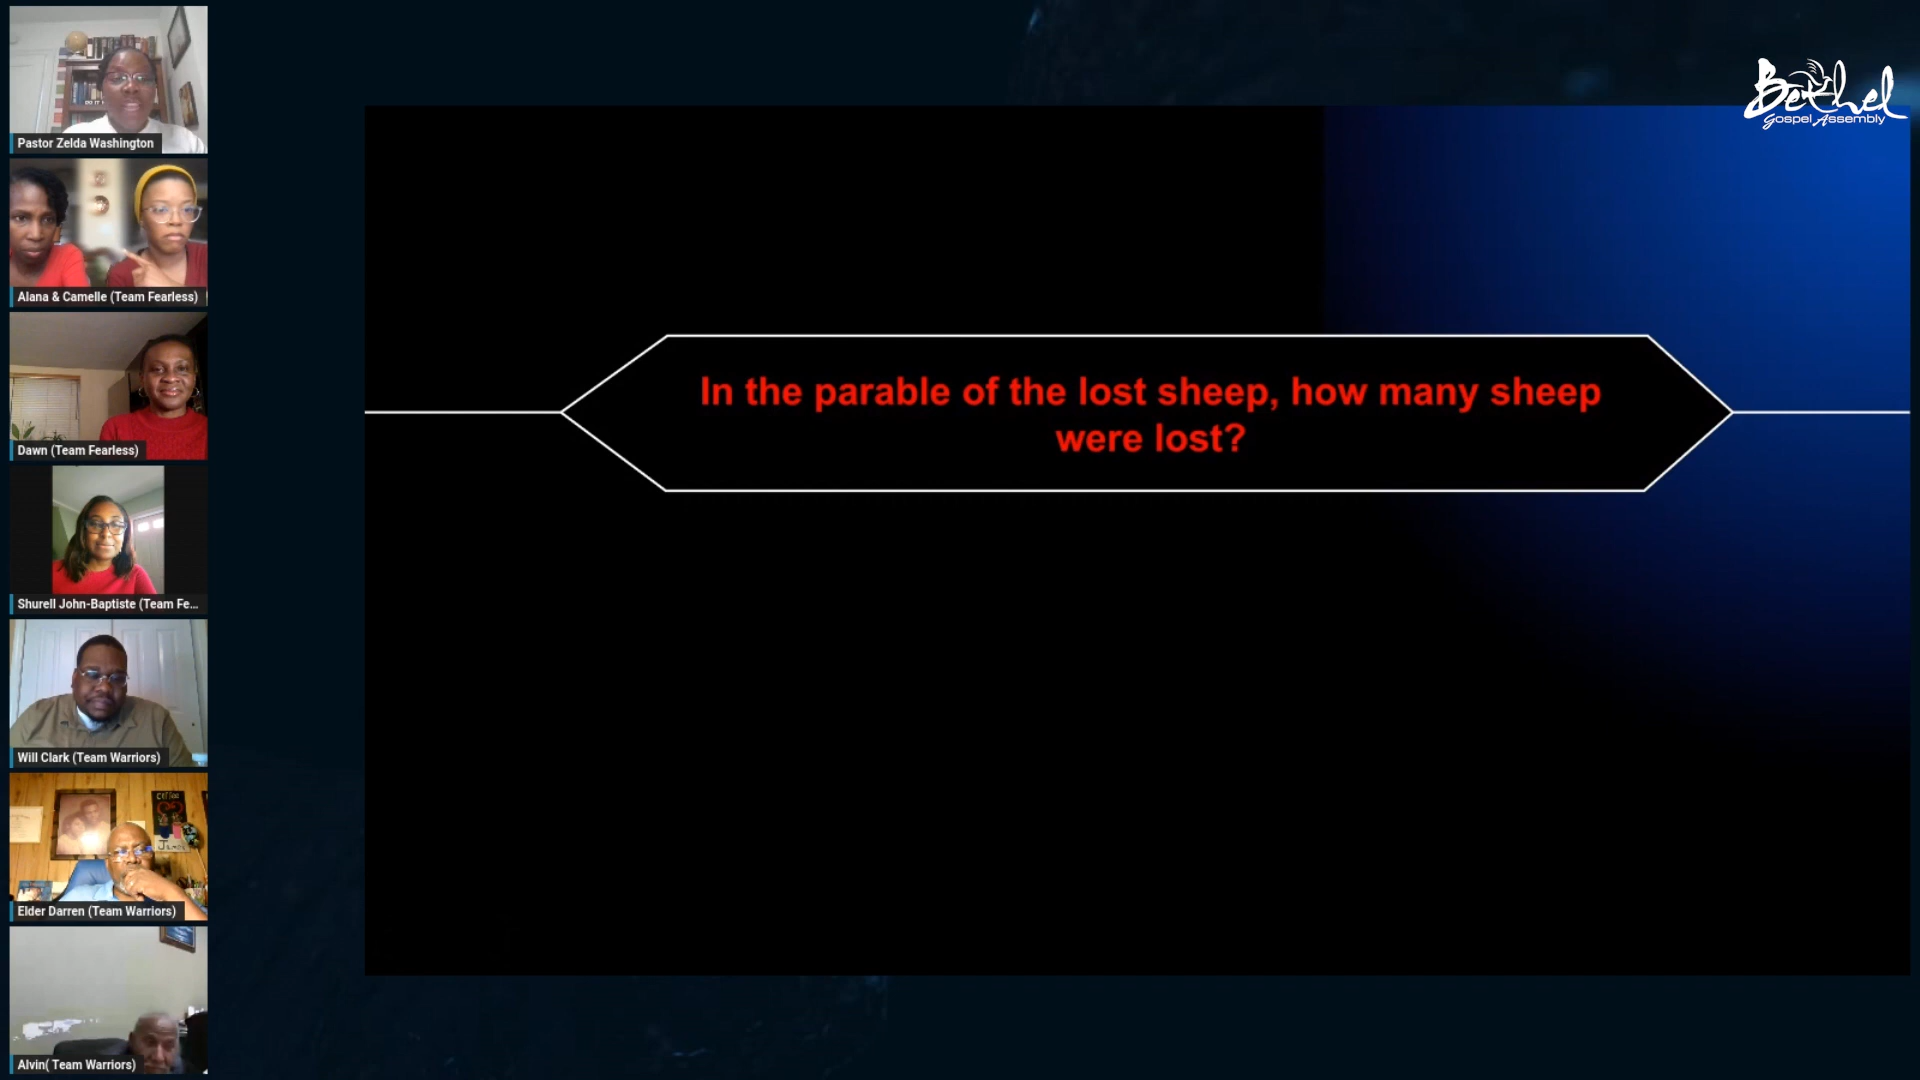 Bethel
Gospel Assembly
Pastor Zelda Washington
Alana & Camelle (Team Fearless)
Dawn (Team Fearless)
Shurell John-Baptiste (Team Fe...
Will Clark (Team Warriors)
Elder Darren (Team Warriors)
Alvin( Team Warriors)
In the parable of the lost sheep, how many sheep
were lost?